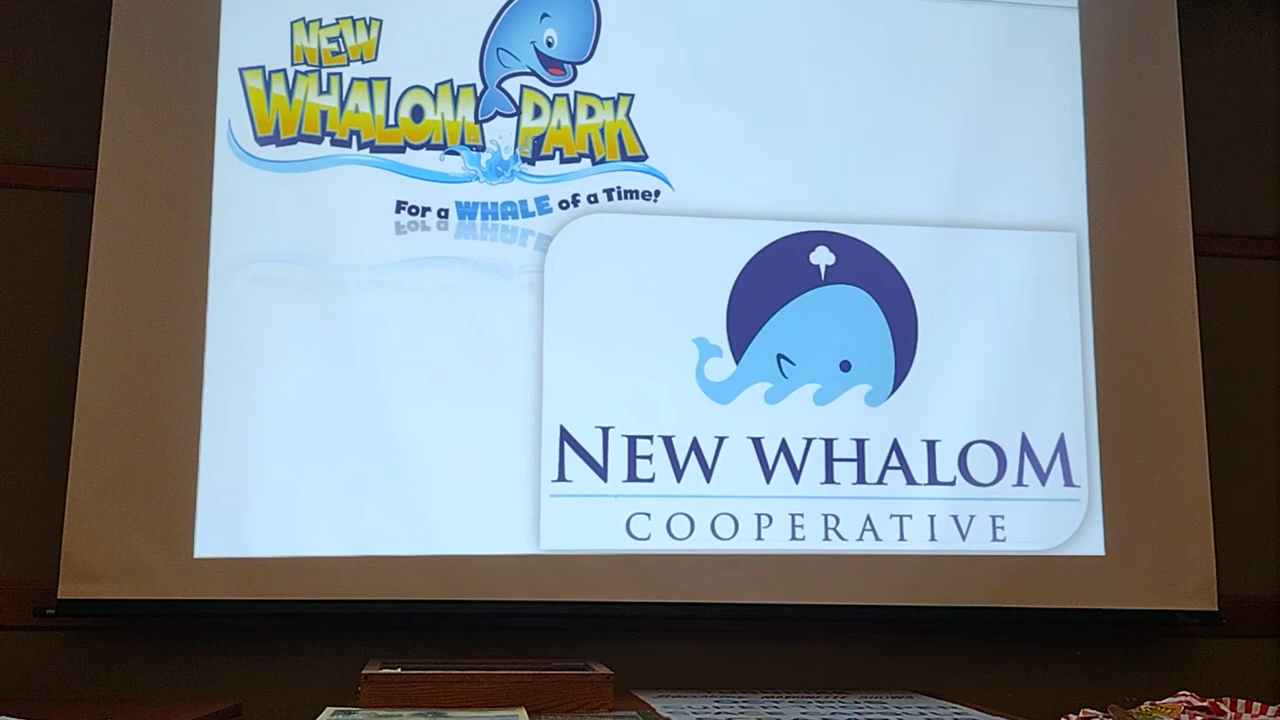 NEW
WHALOM PARK
For a WHALE of a Time!
NEW WHALOM
COOPERATIVE